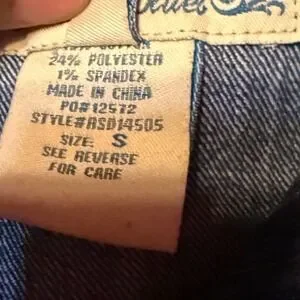 24% POLYESTER
1% SPANDEX
MADE IN CHINA
PO#12572
STYLE#RSD14505
SIZE: S
SEE REVERSE
FOR CARE